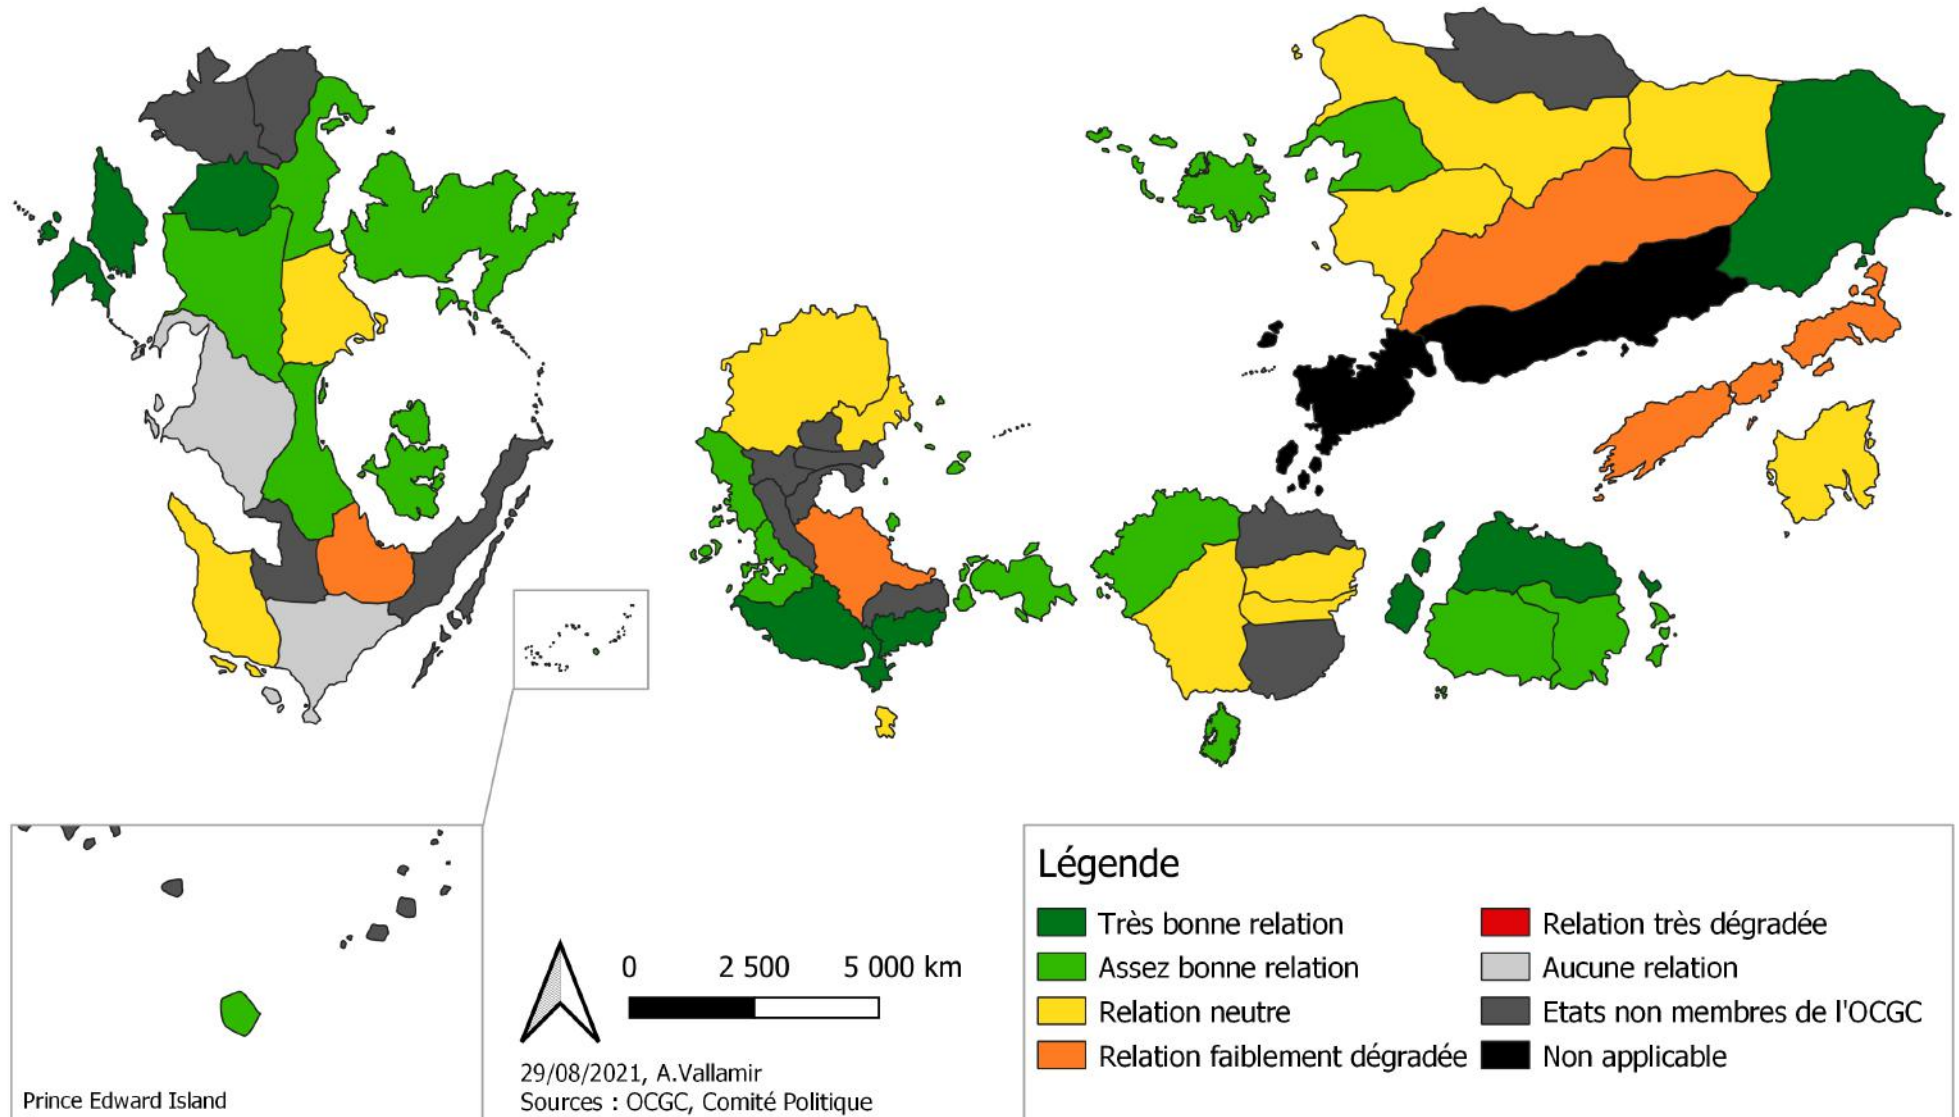 Prince Edward Island
0 2 500 5 000 km
29/08/2021, A.Vallamir
Sources : OCGC, Comité Politique
Légende
Très bonne relation
Assez bonne relation
Relation neutre
Relation faiblement dégradée
Relation très dégradée
Aucune relation
Etats non membres de l'OCGC
Non applicable